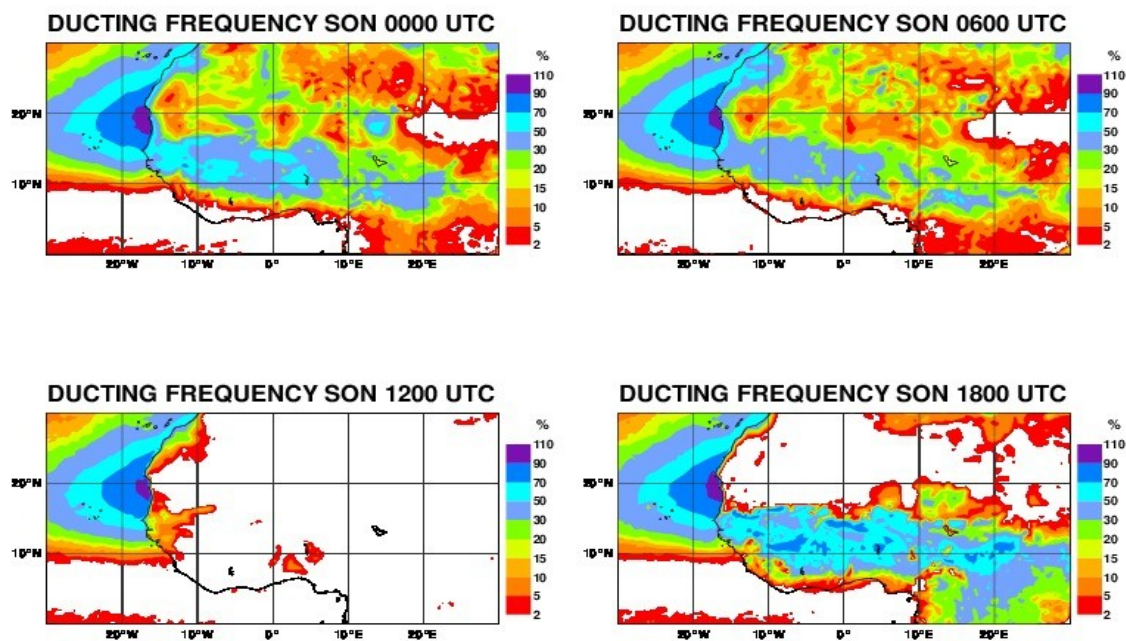 DUCTING FREQUENCY SON 0000 UTC
%
110
90
70
50
30
20
15
10
5
2
20°N
10°N
20°W 10°W 0° 10°E 20°E
DUCTING FREQUENCY SON 0600 UTC
%
110
90
70
50
30
20
15
10
5
2
20°N
10°N
20°W 10°W 0° 10°E 20°E
DUCTING FREQUENCY SON 1200 UTC
%
110
90
70
50
30
20
15
10
5
2
20°N
10°N
20°W 10°W 0° 10°E 20°E
DUCTING FREQUENCY SON 1800 UTC
%
110
90
70
50
30
20
15
10
5
2
20°N
10°N
20°W 10°W 0° 10°E 20°E